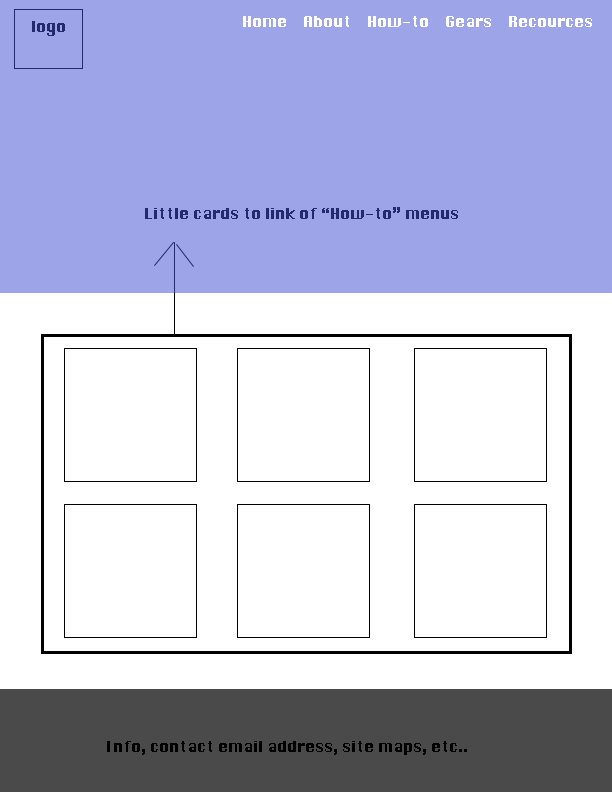 logo
Home About How-to Gears Recources
Little cards to link of “How-to” menus
Info, contact email address, site maps, etc..